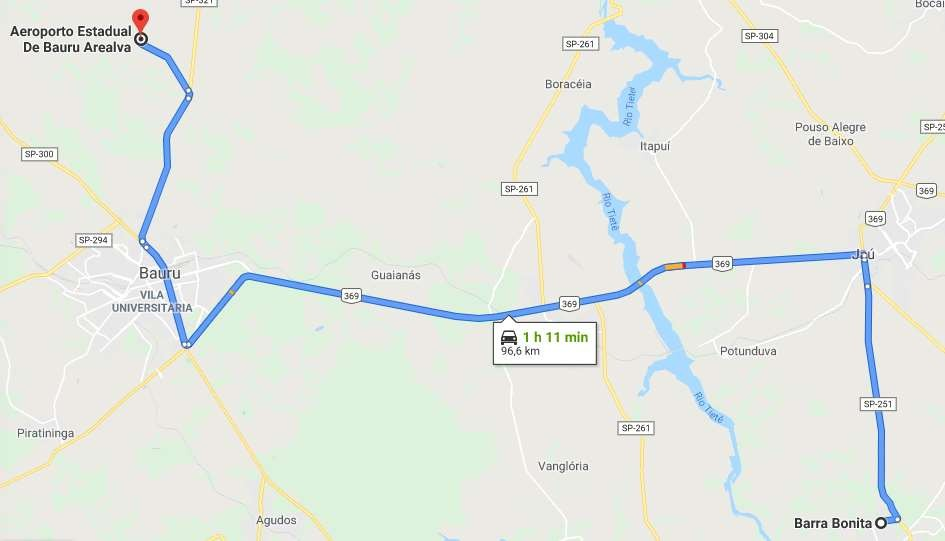 SP-321
Bocai
Aeroporto Estadual
De Bauru Arealva
SP-261
SP-304
Boracéia
Rio Tietê
SP-25
Pouso Alegre
de Baixo
Itapuí
SP-300
SP-261
369
Rio Tietê
369
SP-294
Jaú
369
Bauru
Guaianás
VILA
UNIVERSITÁRIA
369
369
1 h 11 min
96,6 km
Potunduva
SP-251
Rio Tietê
SP-261
Piratininga
Vanglória
Agudos
Barra Bonita